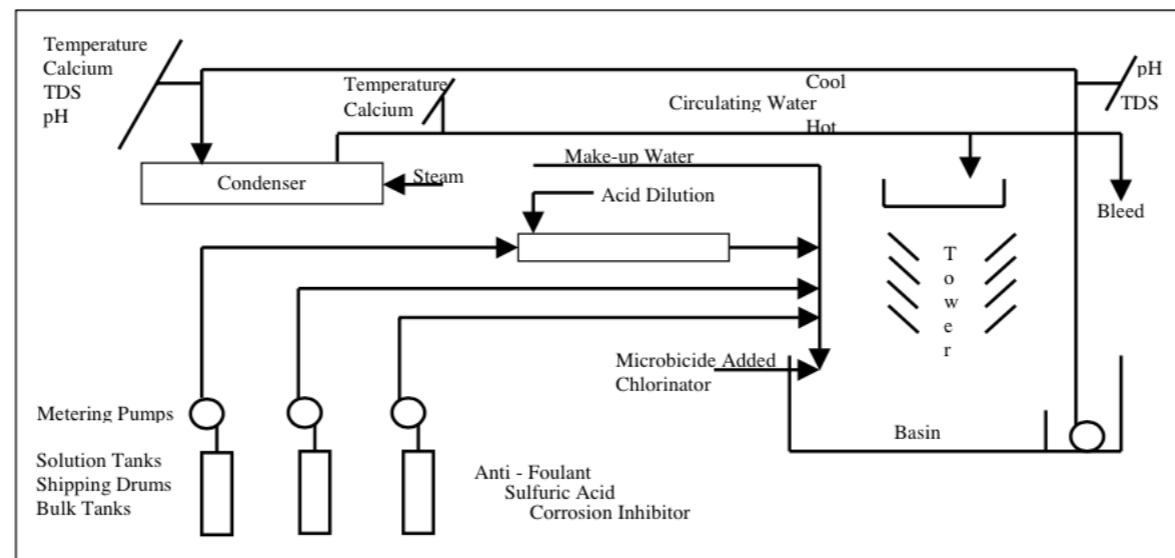 Temperature
Calcium
TDS
pH
Temperature
Calcium
Cool
Circulating Water
Hot
pH
TDS
Make-up Water
Condenser
Steam
Acid Dilution
Bleed
T
o
w
e
r
Microbicide Added
Chlorinator
Metering Pumps
Basin
Solution Tanks
Shipping Drums
Bulk Tanks
Anti - Foulant
Sulfuric Acid
Corrosion Inhibitor